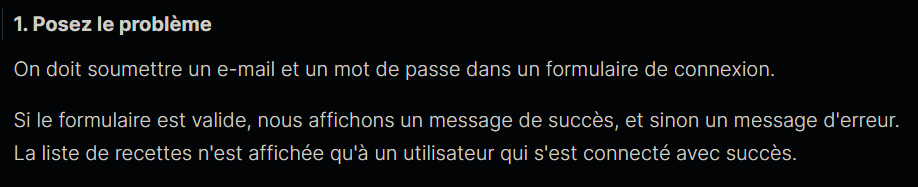 1. Posez le problème
On doit soumettre un e-mail et un mot de passe dans un formulaire de connexion.
Si le formulaire est valide, nous affichons un message de succès, et sinon un message d'erreur.
La liste de recettes n'est affichée qu'à un utilisateur qui s'est connecté avec succès.